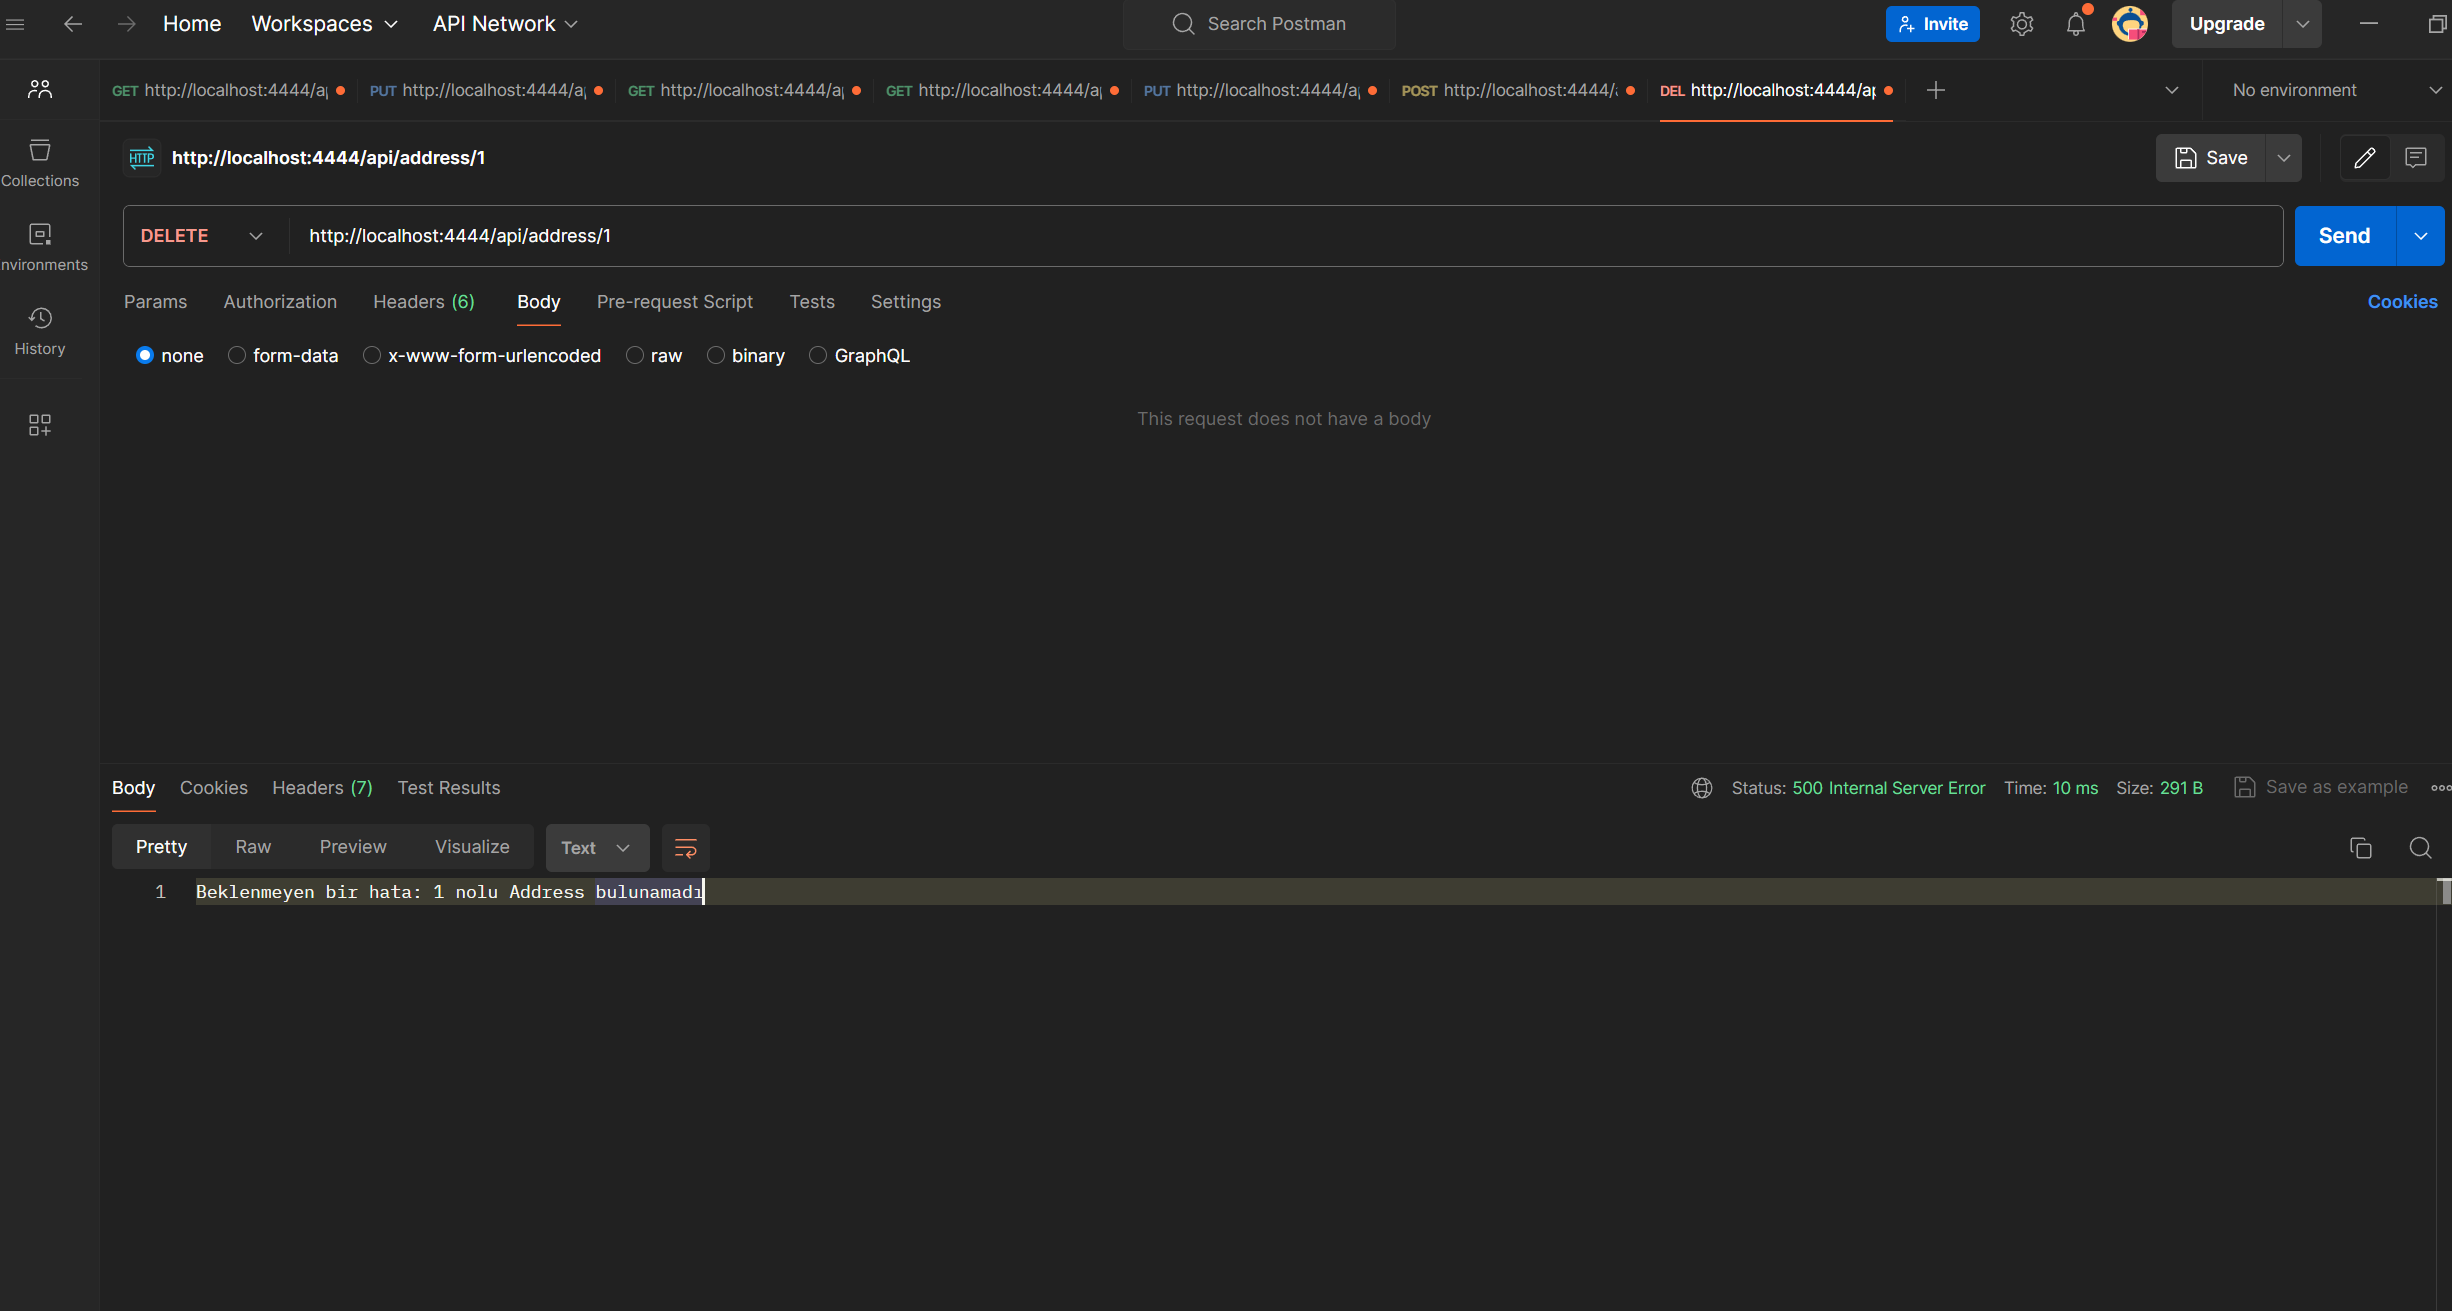 Home Workspaces API Network Search Postman Invite Upgrade
GET http://localhost:4444/a PUT http://localhost:4444/a GET http://localhost:4444/a GET http://localhost:4444/a PUT http://localhost:4444/a POST http://localhost:4444/ DEL http://localhost:4444/ap No environment
HTTP http://localhost:4444/api/address/1 Save
Collections
DELETE http://localhost:4444/api/address/1 Send
nvironments
Params Authorization Headers (6) Body Pre-request Script Tests Settings Cookies
History
none form-data x-www-form-urlencoded raw binary GraphQL
This request does not have a body
Body Cookies Headers (7) Test Results Status: 500 Internal Server Error Time: 10 ms Size: 291 B Save as example
Pretty Raw Preview Visualize Text
1 Beklenmeyen bir hata: 1 nolu Address bulunamadı